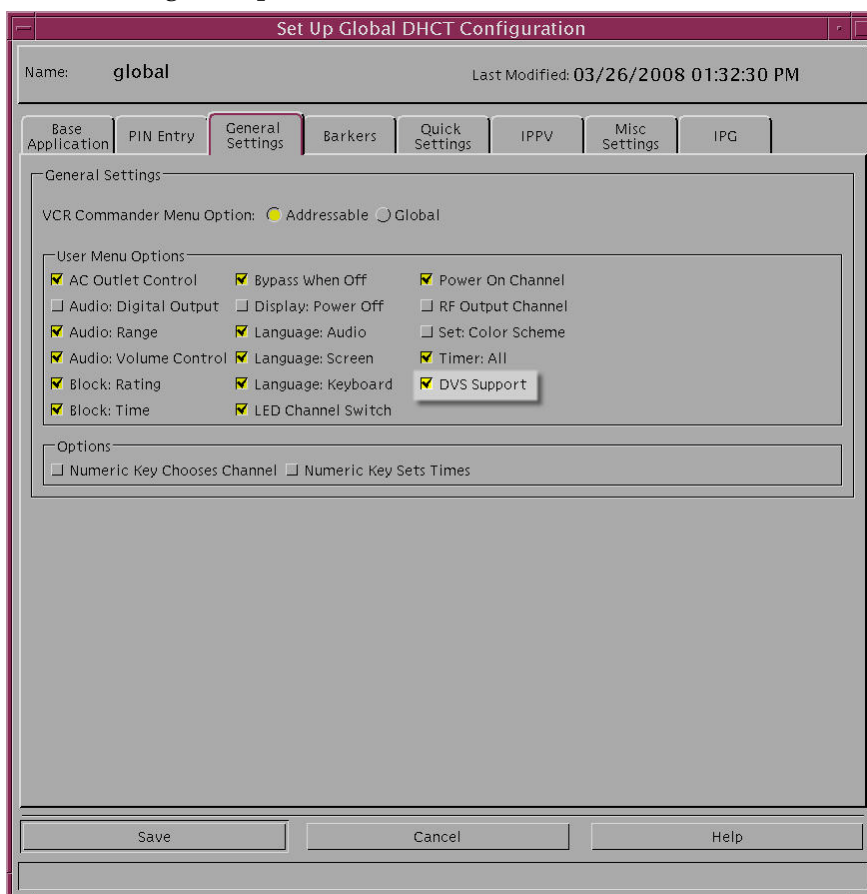 Set Up Global DHCT Configuration
Name: global Last Modified: 03/26/2008 01:32:30 PM
Base Application PIN Entry General Settings Barkers Quick Settings IPPV Misc Settings IPG
General Settings
VCR Commander Menu Option: Addressable Global
User Menu Options
AC Outlet Control Bypass When Off Power On Channel
Audio: Digital Output Display: Power Off RF Output Channel
Audio: Range Language: Audio Set: Color Scheme
Audio: Volume Control Language: Screen Timer: All
Block: Rating Language: Keyboard DVS Support
Block: Time LED Channel Switch
Options
Numeric Key Chooses Channel Numeric Key Sets Times
Save Cancel Help